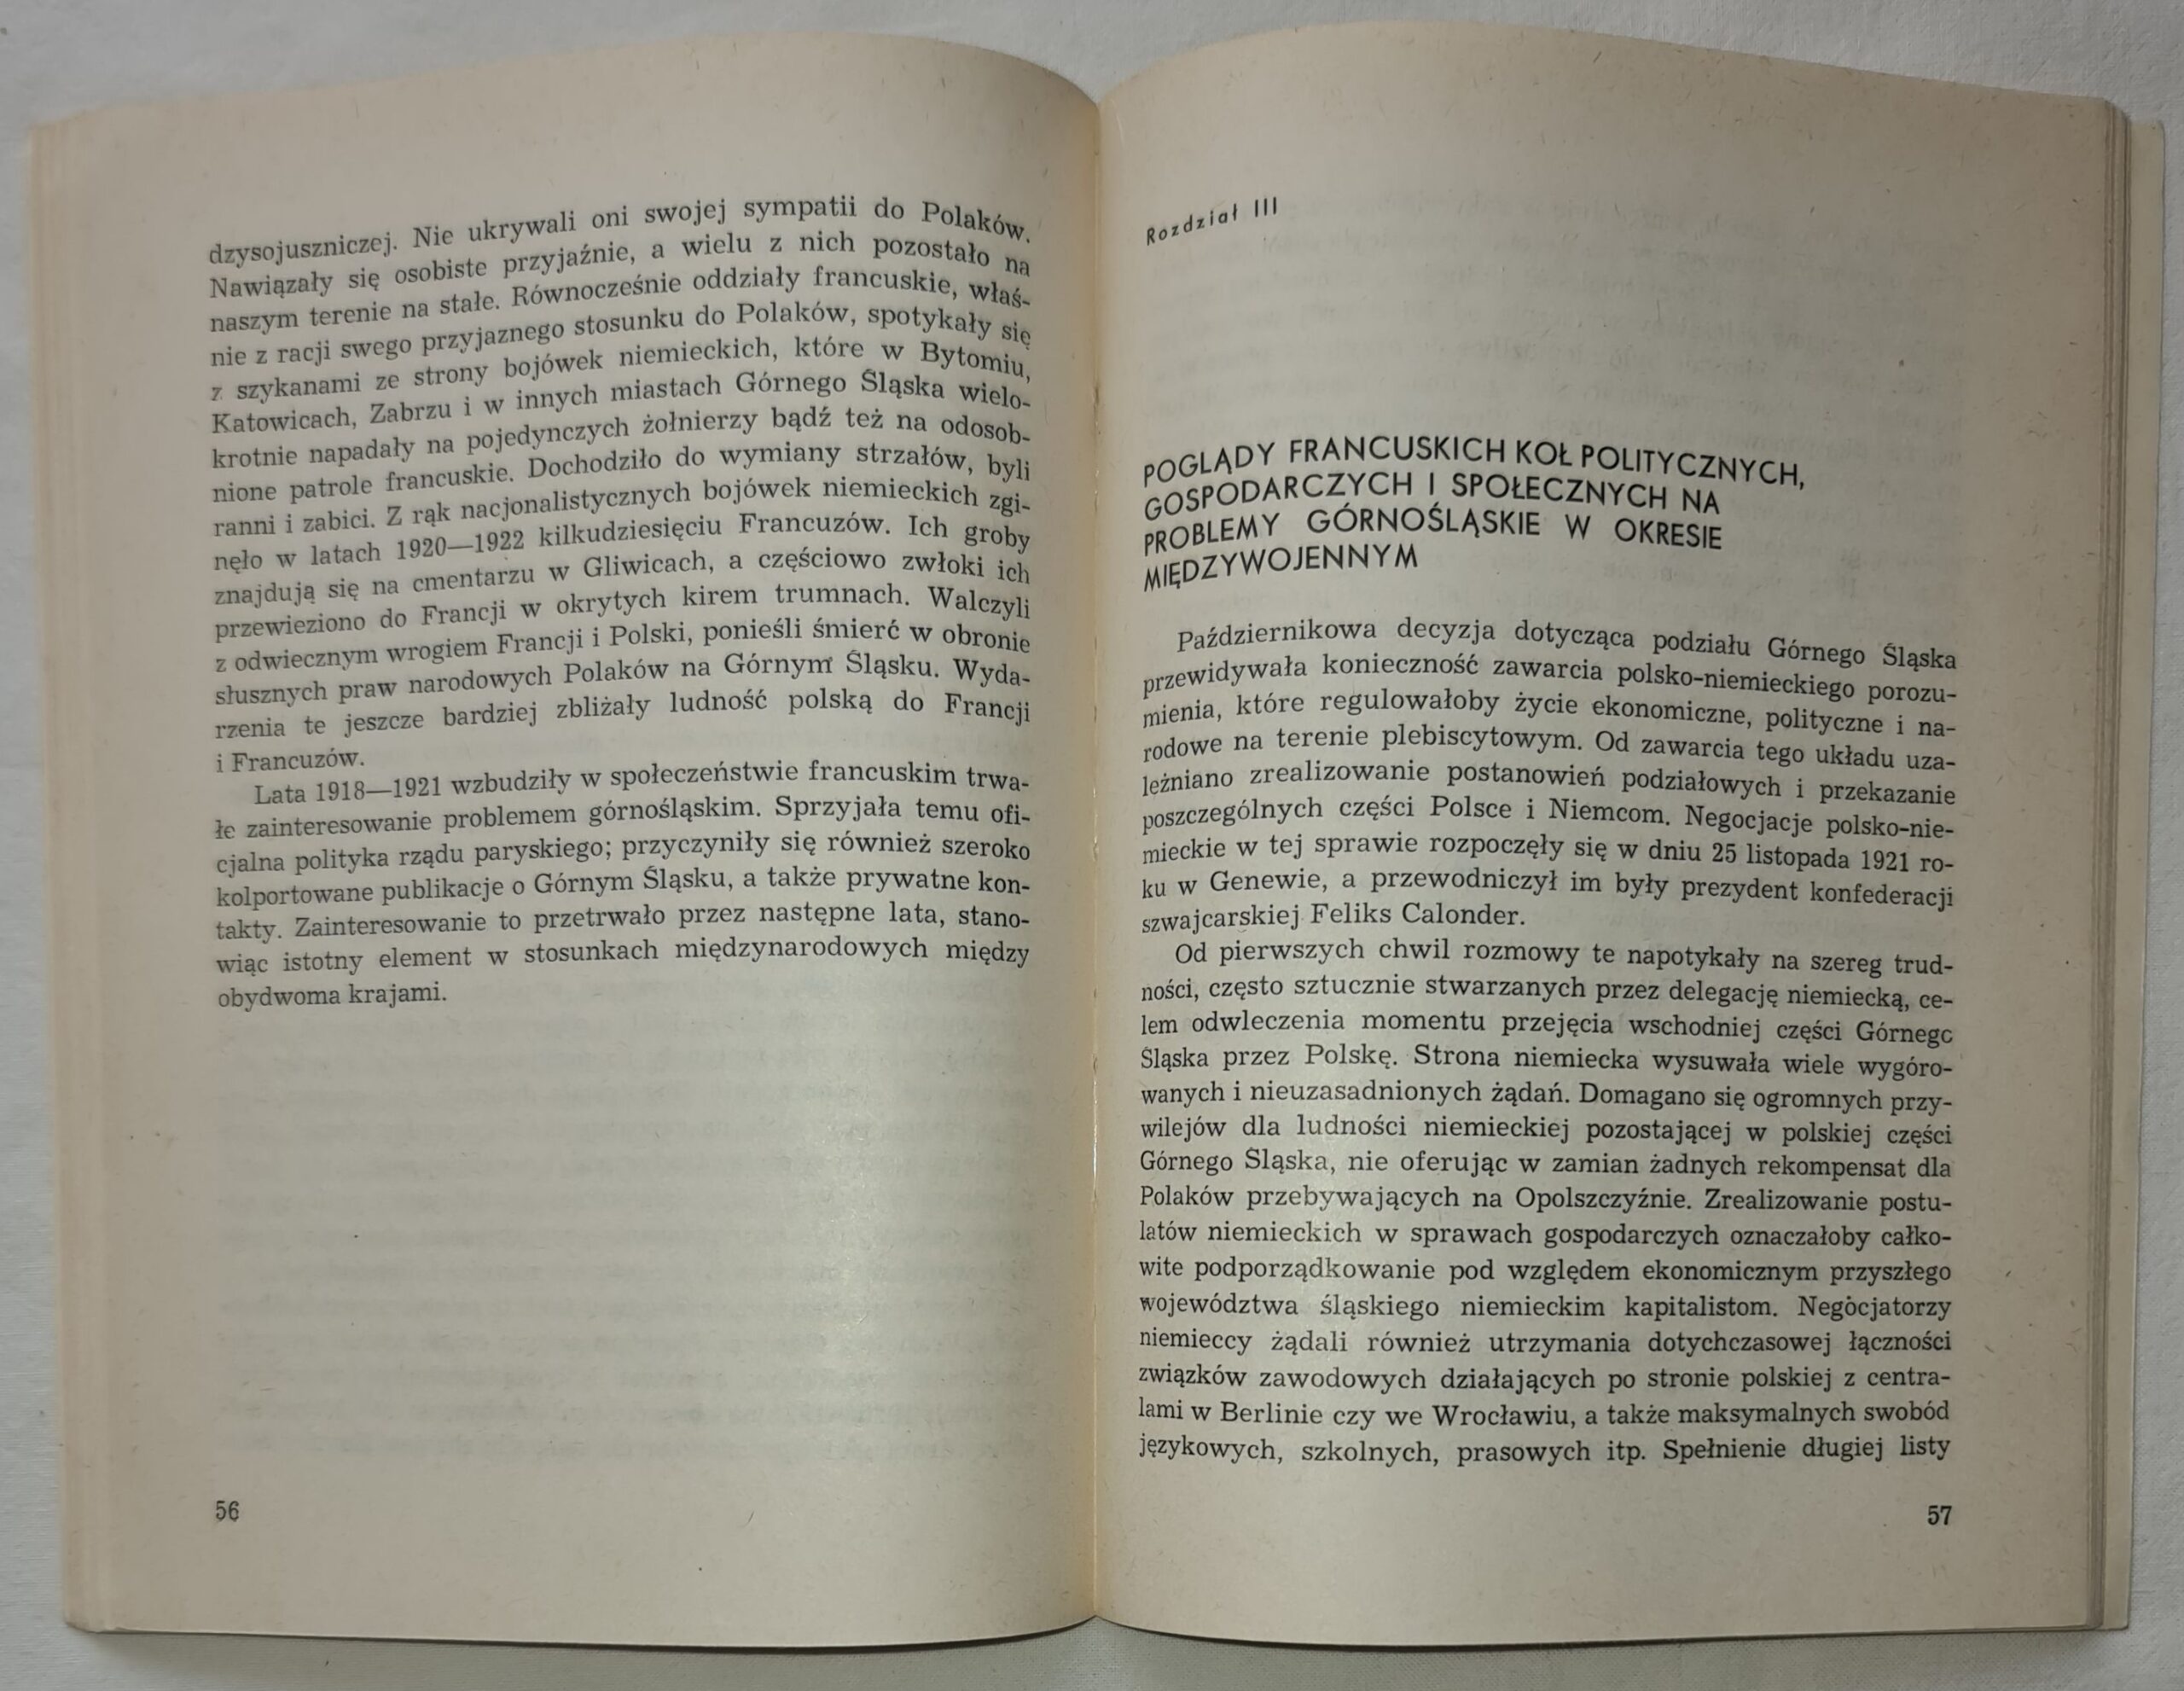 dzysojuszniczej. Nie ukrywali oni swojej sympatii do Polaków.
Nawiązały się osobiste przyjaźnie, a wielu z nich pozostało na
naszym terenie na stałe. Równocześnie oddziały francuskie, właś-
nie z racji swego przyjaznego stosunku do Polaków, spotykały się
z szykanami ze strony bojówek niemieckich, które w Bytomiu,
Katowicach, Zabrzu i w innych miastach Górnego Śląska wielo-
krotnie napadały na pojedynczych żołnierzy bądź też na odosob-
nione patrole francuskie. Dochodziło do wymiany strzałów, byli
ranni i zabici. Z rąk nacjonalistycznych bojówek niemieckich zgi-
nęło w latach 1920—1922 kilkudziesięciu Francuzów. Ich groby
znajdują się na cmentarzu w Gliwicach, a częściowo zwłoki ich
przewieziono do Francji w okrytych kirem trumnach. Walczyli
z odwiecznym wrogiem Francji i Polski, ponieśli śmierć w obronie
słusznych praw narodowych Polaków na Górnym Śląsku. Wyda-
rzenia te jeszcze bardziej zbliżały ludność polską do Francji
i Francuzów.
Lata 1918—1921 wzbudziły w społeczeństwie francuskim trwa-
łe zainteresowanie problemem górnośląskim. Sprzyjała temu ofi-
cjalna polityka rządu paryskiego; przyczyniły się również szeroko
kolportowane publikacje o Górnym Śląsku, a także prywatne kon-
takty. Zainteresowanie to przetrwało przez następne lata, stano-
wiąc istotny element w stosunkach międzynarodowych między
obydwoma krajami.
56
Rozdział III
POGLĄDY FRANCUSKICH KOŁ POLITYCZNYCH,
GOSPODARCZYCH I SPOŁECZNYCH NA
PROBLEMY GÓRNOŚLĄSKIE W OKRESIE
MIĘDZYWOJENNYM
Październikowa decyzja dotycząca podziału Górnego Śląska
przewidywała konieczność zawarcia polsko-niemieckiego porozu-
mienia, które regulowałoby życie ekonomiczne, polityczne i na-
rodowe na terenie plebiscytowym. Od zawarcia tego układu uza-
leżniano zrealizowanie postanowień podziałowych i przekazanie
poszczególnych części Polsce i Niemcom. Negocjacje polsko-nie-
mieckie w tej sprawie rozpoczęły się w dniu 25 listopada 1921 ro-
ku w Genewie, a przewodniczył im były prezydent konfederacji
szwajcarskiej Feliks Calonder.
Od pierwszych chwil rozmowy te napotykały na szereg trud-
ności, często sztucznie stwarzanych przez delegację niemiecką, ce-
lem odwleczenia momentu przejęcia wschodniej części Górnego
Śląska przez Polskę. Strona niemiecka wysuwała wiele wygóro-
wanych i nieuzasadnionych żądań. Domagano się ogromnych przy-
wilejów dla ludności niemieckiej pozostającej w polskiej części
Górnego Śląska, nie oferując w zamian żadnych rekompensat dla
Polaków przebywających na Opolszczyźnie. Zrealizowanie postu-
latów niemieckich w sprawach gospodarczych oznaczałoby całko-
wite podporządkowanie pod względem ekonomicznym przyszłego
województwa śląskiego niemieckim kapitalistom. Negocjatorzy
niemieccy żądali również utrzymania dotychczasowej łączności
związków zawodowych działających po stronie polskiej z centra-
lami w Berlinie czy we Wrocławiu, a także maksymalnych swobód
językowych, szkolnych, prasowych itp. Spełnienie długiej listy
57